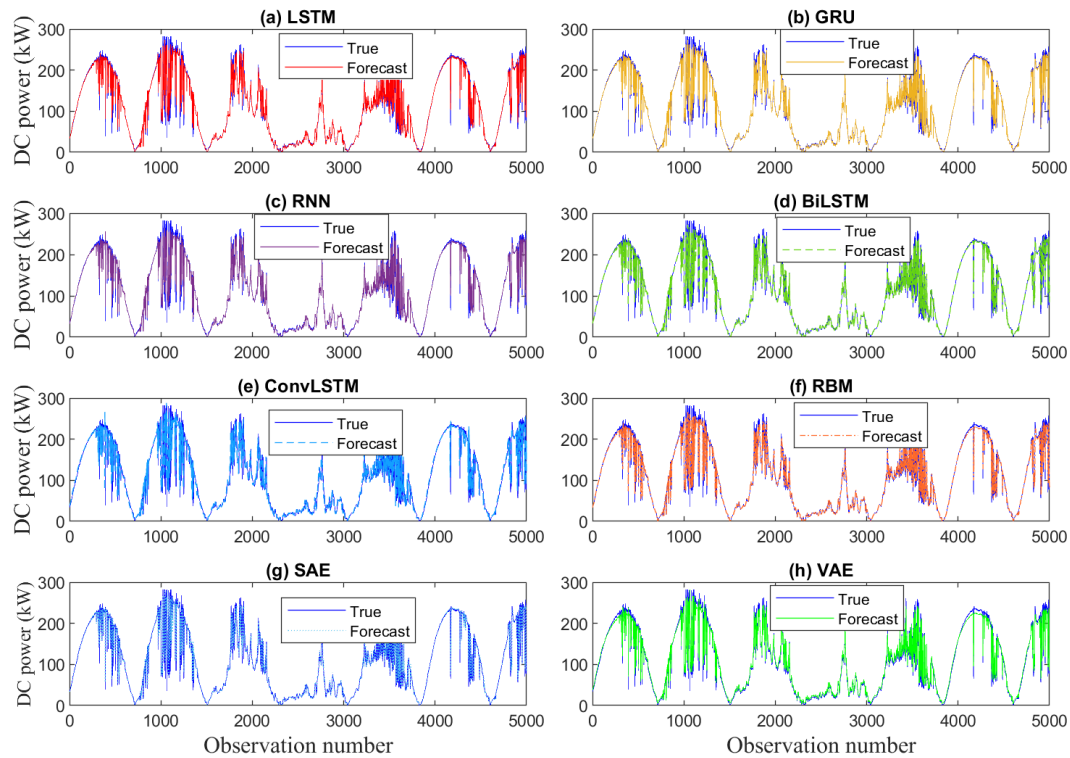 (a) LSTM
DC power (kW)
300
200
100
0
True
Forecast
0 1000 2000 3000 4000 5000
(b) GRU
300
200
100
0
True
Forecast
0 1000 2000 3000 4000 5000
(c) RNN
DC power (kW)
300
200
100
0
True
Forecast
0 1000 2000 3000 4000 5000
(d) BiLSTM
300
200
100
0
True
Forecast
0 1000 2000 3000 4000 5000
(e) ConvLSTM
DC power (kW)
300
200
100
0
True
Forecast
0 1000 2000 3000 4000 5000
(f) RBM
300
200
100
0
True
Forecast
0 1000 2000 3000 4000 5000
(g) SAE
DC power (kW)
300
200
100
0
True
Forecast
0 1000 2000 3000 4000 5000
Observation number
(h) VAE
300
200
100
0
True
Forecast
0 1000 2000 3000 4000 5000
Observation number